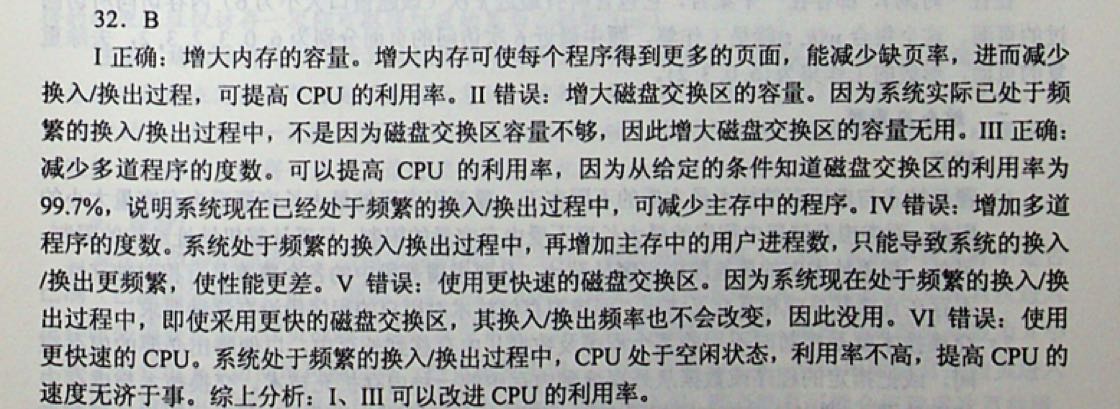 32. B
I 正确：增大内存的容量。增大内存可使每个程序得到更多的页面，能减少缺页率，进而减少
换入/换出过程，可提高 CPU 的利用率。II 错误：增大磁盘交换区的容量。因为系统实际已处于频
繁的换入/换出过程中，不是因为磁盘交换区容量不够，因此增大磁盘交换区的容量无用。III 正确：
减少多道程序的度数。可以提高 CPU 的利用率，因为从给定的条件知道磁盘交换区的利用率为
99.7%，说明系统现在已经处于频繁的换入/换出过程中，可减少主存中的程序。IV 错误：增加多道
程序的度数。系统处于频繁的换入/换出过程中，再增加主存中的用户进程数，只能导致系统的换入
/换出更频繁，使性能更差。V 错误：使用更快速的磁盘交换区。因为系统现在处于频繁的换入/换
出过程中，即使采用更快的磁盘交换区，其换入/换出频率也不会改变，因此没用。VI 错误：使用
更快速的 CPU。系统处于频繁的换入/换出过程中，CPU 处于空闲状态，利用率不高，提高 CPU 的
速度无济于事。综上分析：I、III 可以改进 CPU 的利用率。